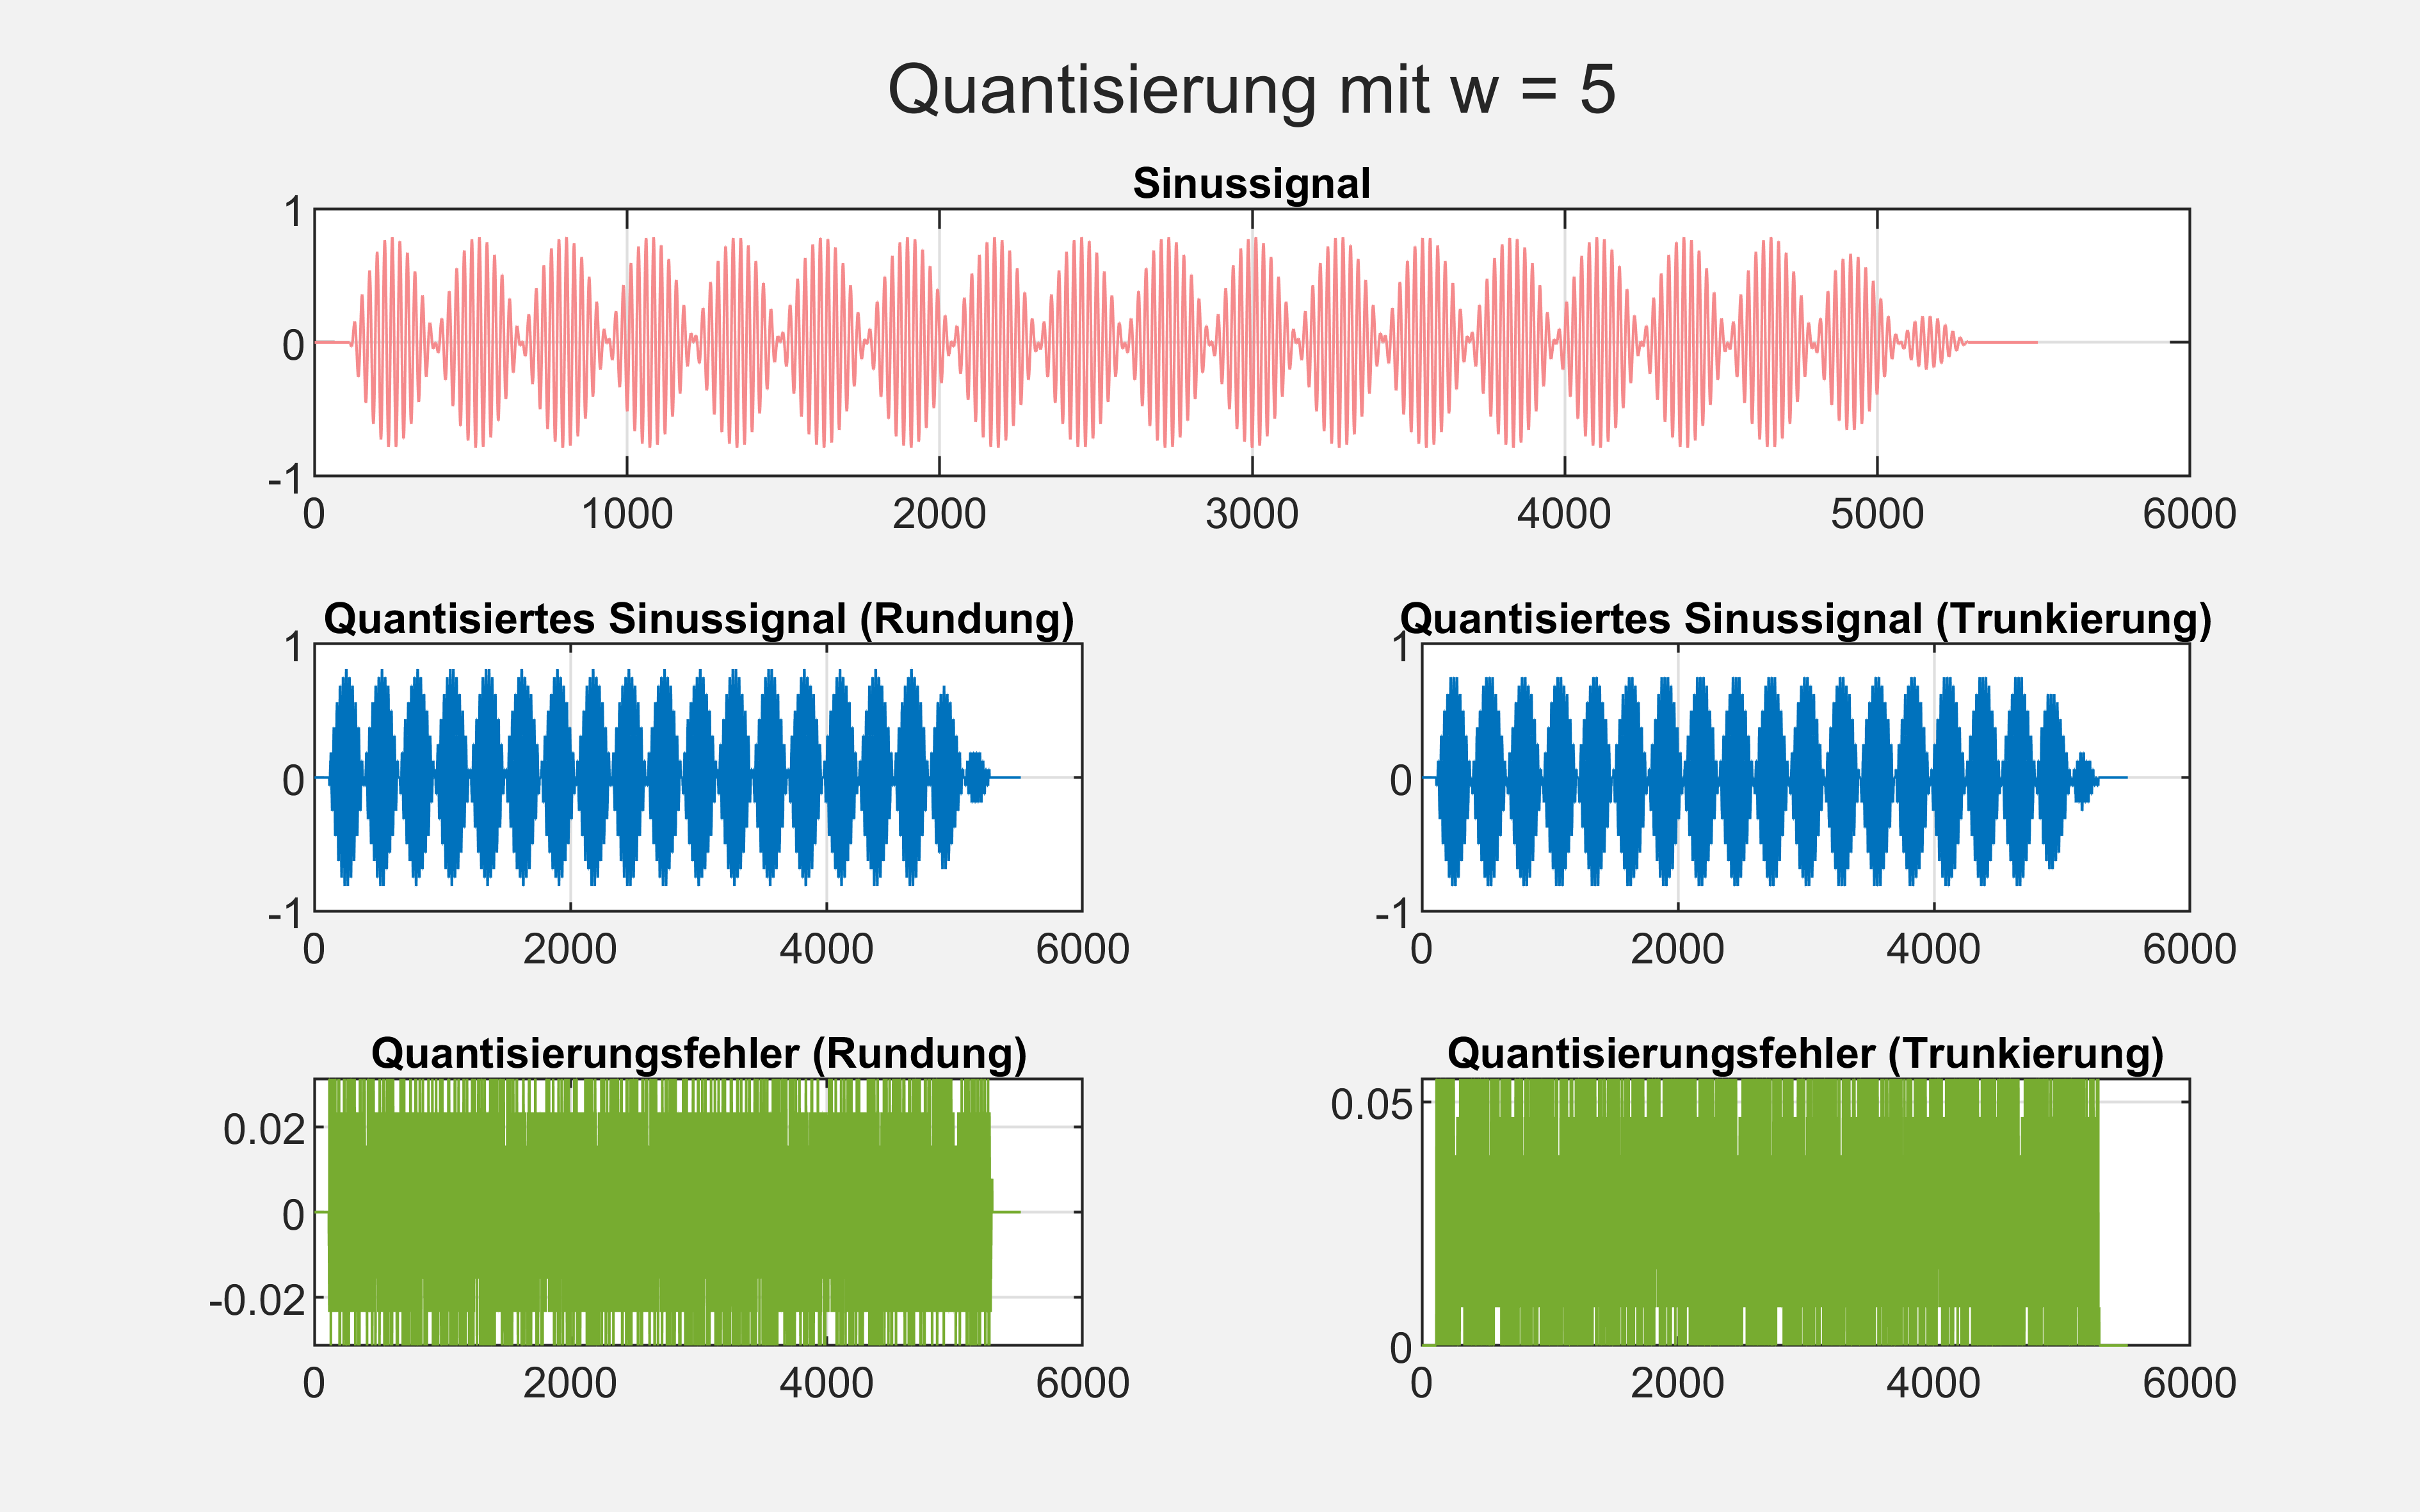 Quantisierung mit w = 5
Sinussignal
1
0
-1
0 1000 2000 3000 4000 5000 6000
Quantisiertes Sinussignal (Rundung)
1
0
-1
0 2000 4000 6000
Quantisiertes Sinussignal (Trunkierung)
1
0
-1
0 2000 4000 6000
Quantisierungsfehler (Rundung)
0.02
0
-0.02
0 2000 4000 6000
Quantisierungsfehler (Trunkierung)
0.05
0
0 2000 4000 6000